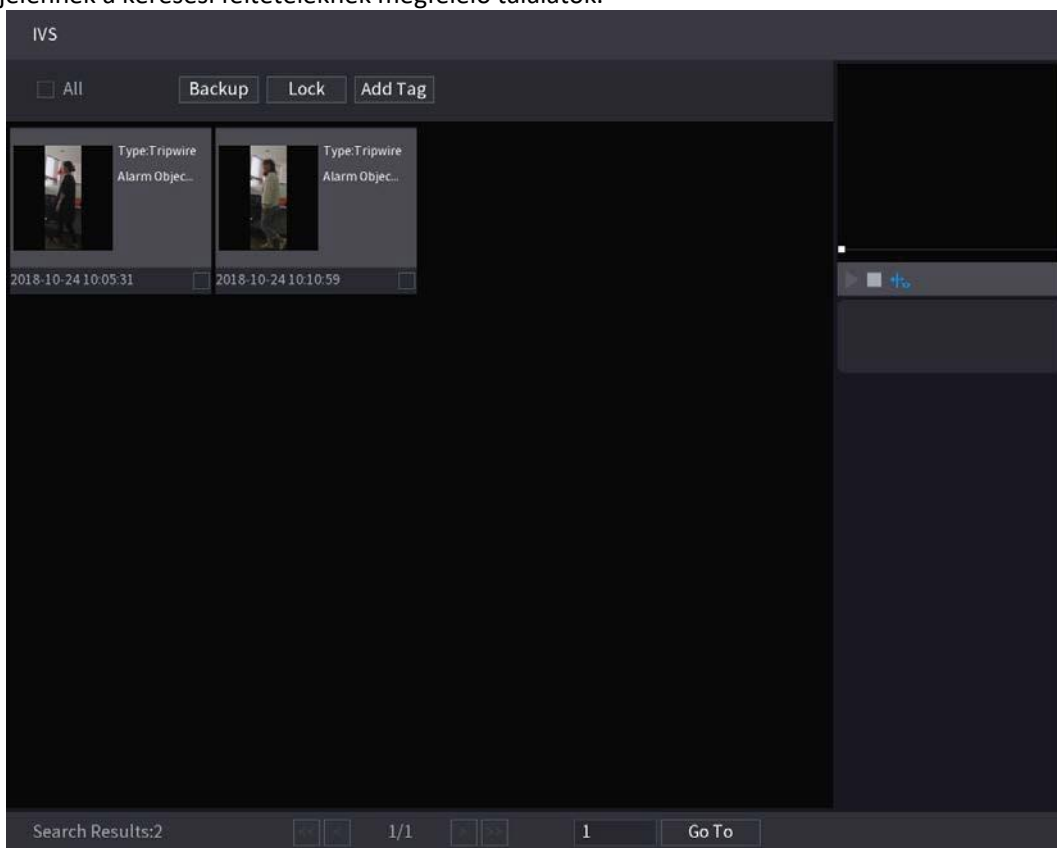 jelennek a keresési feltételeknek megfelelő találatok.
IVS
All Backup Lock Add Tag
Type:Tripwire
Alarm Objec...
2018-10-24 10:05:31
Type:Tripwire
Alarm Objec...
2018-10-24 10:10:59
Search Results:2 << < 1/1 > >> 1 Go To